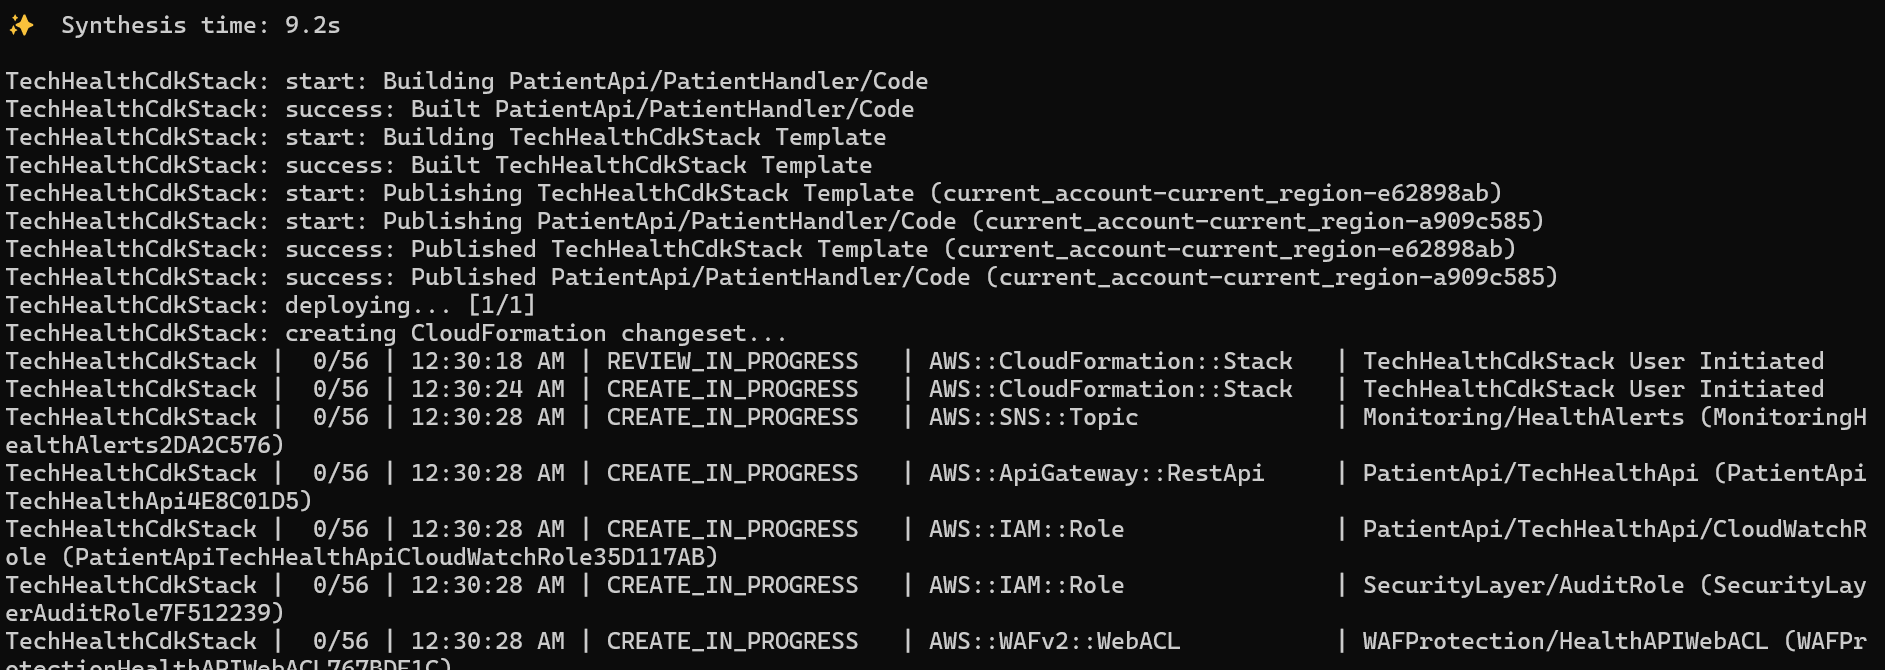 ✨  Synthesis time: 9.2s

TechHealthCdkStack: start: Building PatientApi/PatientHandler/Code
TechHealthCdkStack: success: Built PatientApi/PatientHandler/Code
TechHealthCdkStack: start: Building TechHealthCdkStack Template
TechHealthCdkStack: success: Built TechHealthCdkStack Template
TechHealthCdkStack: start: Publishing TechHealthCdkStack Template (current_account-current_region-e62898ab)
TechHealthCdkStack: start: Publishing PatientApi/PatientHandler/Code (current_account-current_region-a909c585)
TechHealthCdkStack: success: Published TechHealthCdkStack Template (current_account-current_region-e62898ab)
TechHealthCdkStack: success: Published PatientApi/PatientHandler/Code (current_account-current_region-a909c585)
TechHealthCdkStack: deploying... [1/1]
TechHealthCdkStack: creating CloudFormation changeset...
TechHealthCdkStack |  0/56 | 12:30:18 AM | REVIEW_IN_PROGRESS   | AWS::CloudFormation::Stack   | TechHealthCdkStack User Initiated
TechHealthCdkStack |  0/56 | 12:30:24 AM | CREATE_IN_PROGRESS   | AWS::CloudFormation::Stack   | TechHealthCdkStack User Initiated
TechHealthCdkStack |  0/56 | 12:30:28 AM | CREATE_IN_PROGRESS   | AWS::SNS::Topic              | Monitoring/HealthAlerts (MonitoringH
ealthAlerts2DA2C576)
TechHealthCdkStack |  0/56 | 12:30:28 AM | CREATE_IN_PROGRESS   | AWS::ApiGateway::RestApi     | PatientApi/TechHealthApi (PatientApi
TechHealthApi4E8C01D5)
TechHealthCdkStack |  0/56 | 12:30:28 AM | CREATE_IN_PROGRESS   | AWS::IAM::Role               | PatientApi/TechHealthApi/CloudWatchR
ole (PatientApiTechHealthApiCloudWatchRole35D117AB)
TechHealthCdkStack |  0/56 | 12:30:28 AM | CREATE_IN_PROGRESS   | AWS::IAM::Role               | SecurityLayer/AuditRole (SecurityLay
erAuditRole7F512239)
TechHealthCdkStack |  0/56 | 12:30:28 AM | CREATE_IN_PROGRESS   | AWS::WAFv2::WebACL           | WAFProtection/HealthAPIWebACL (WAFPr